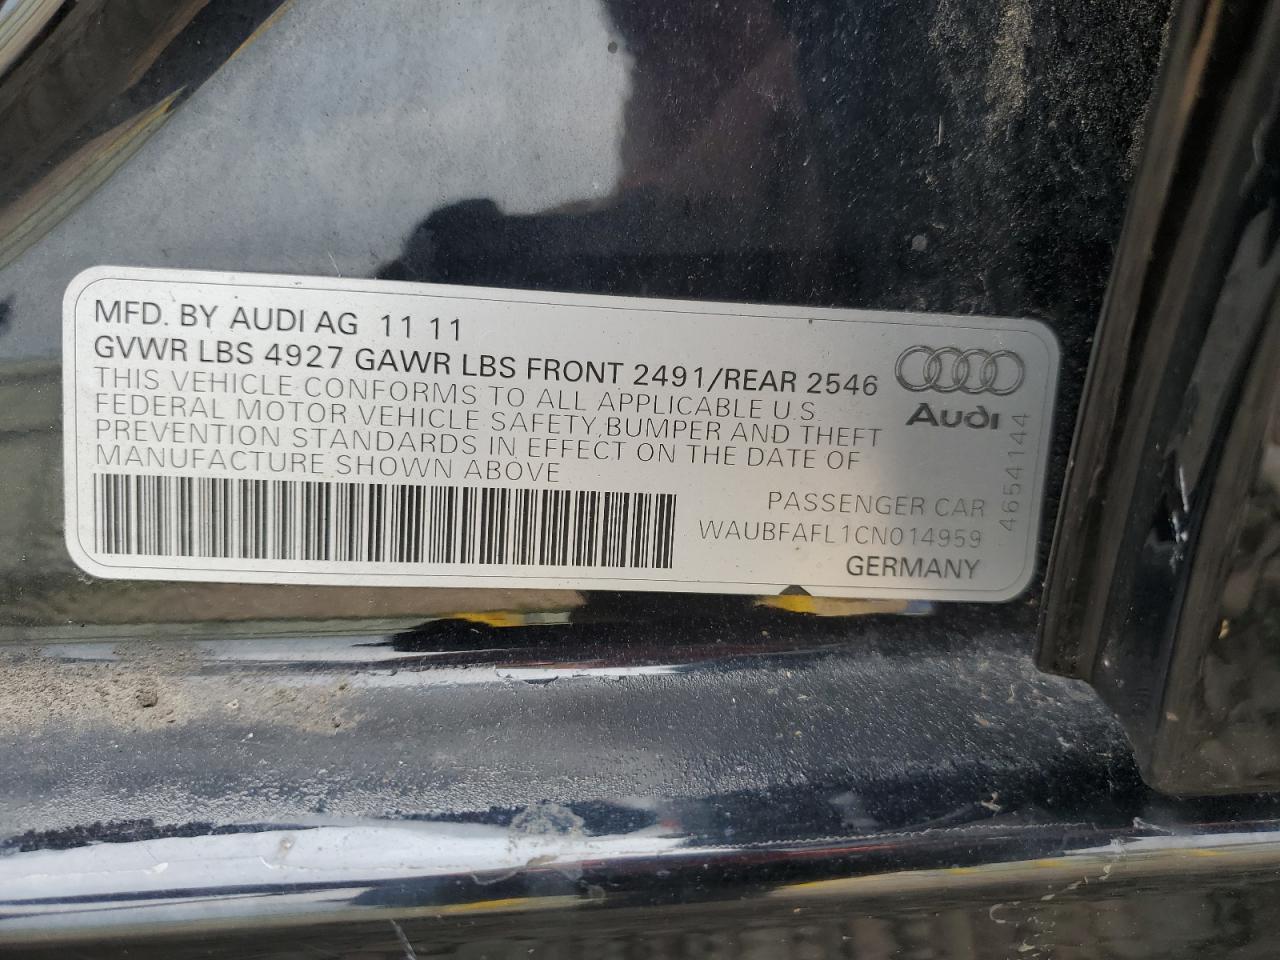 MFD. BY AUDI AG 11 11
GVWR LBS 4927 GAWR LBS FRONT 2491/REAR 2546
THIS VEHICLE CONFORMS TO ALL APPLICABLE U.S
FEDERAL MOTOR VEHICLE SAFETY, BUMPER AND THEFT
PREVENTION STANDARDS IN EFFECT ON THE DATE OF
MANUFACTURE SHOWN ABOVE
Audi
PASSENGER CAR
WAUBFAFL1CN014959
GERMANY
4654144